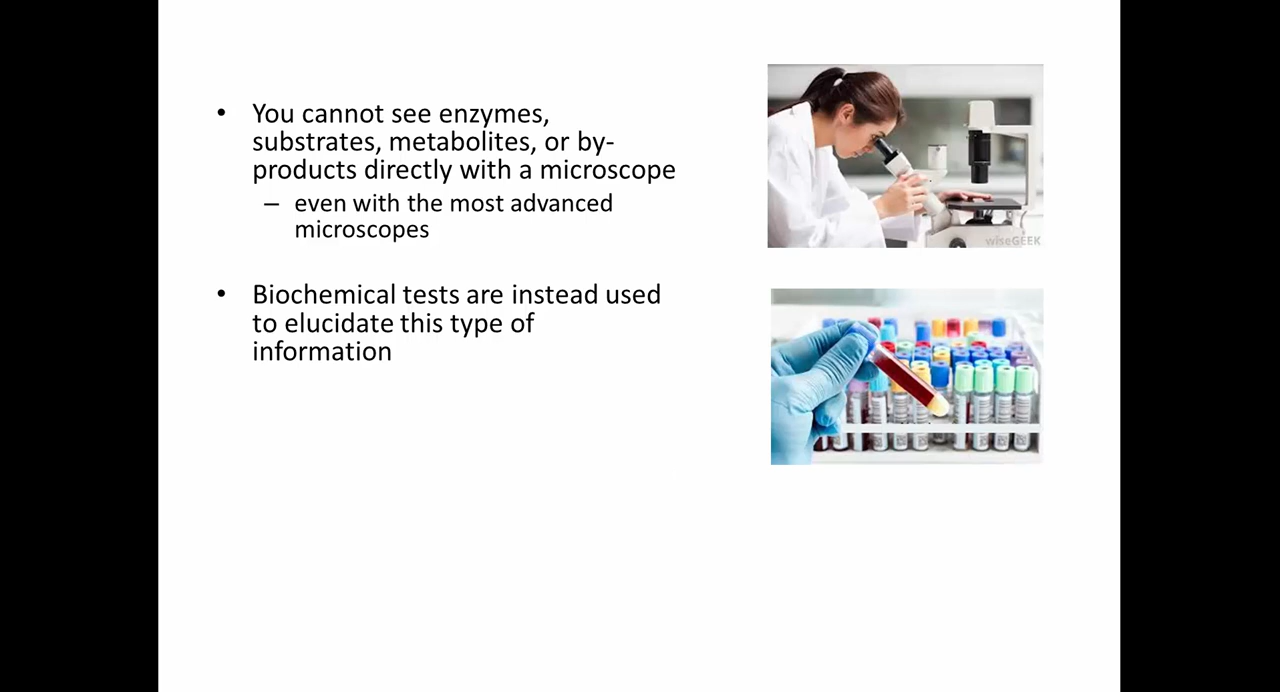 • You cannot see enzymes,
substrates, metabolites, or by-
products directly with a microscope
– even with the most advanced
microscopes
• Biochemical tests are instead used
to elucidate this type of
information
wiseGEEK